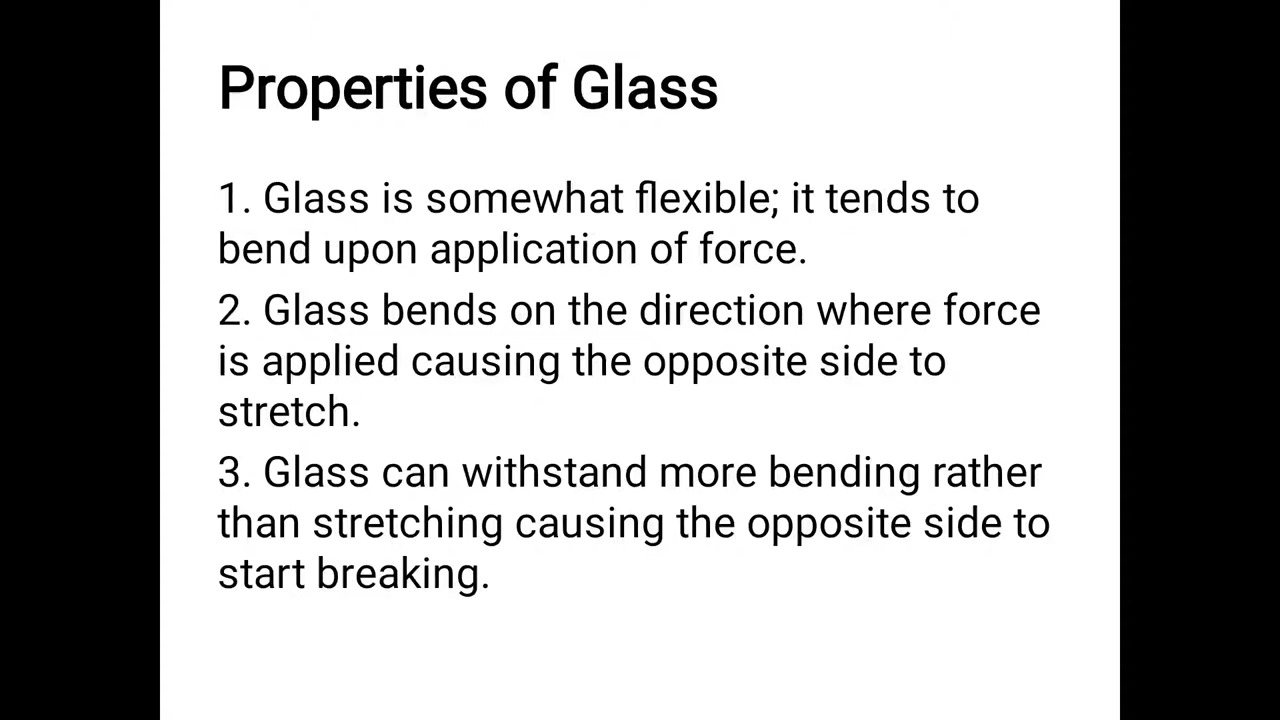 Properties of Glass
1. Glass is somewhat flexible; it tends to
bend upon application of force.
2. Glass bends on the direction where force
is applied causing the opposite side to
stretch.
3. Glass can withstand more bending rather
than stretching causing the opposite side to
start breaking.